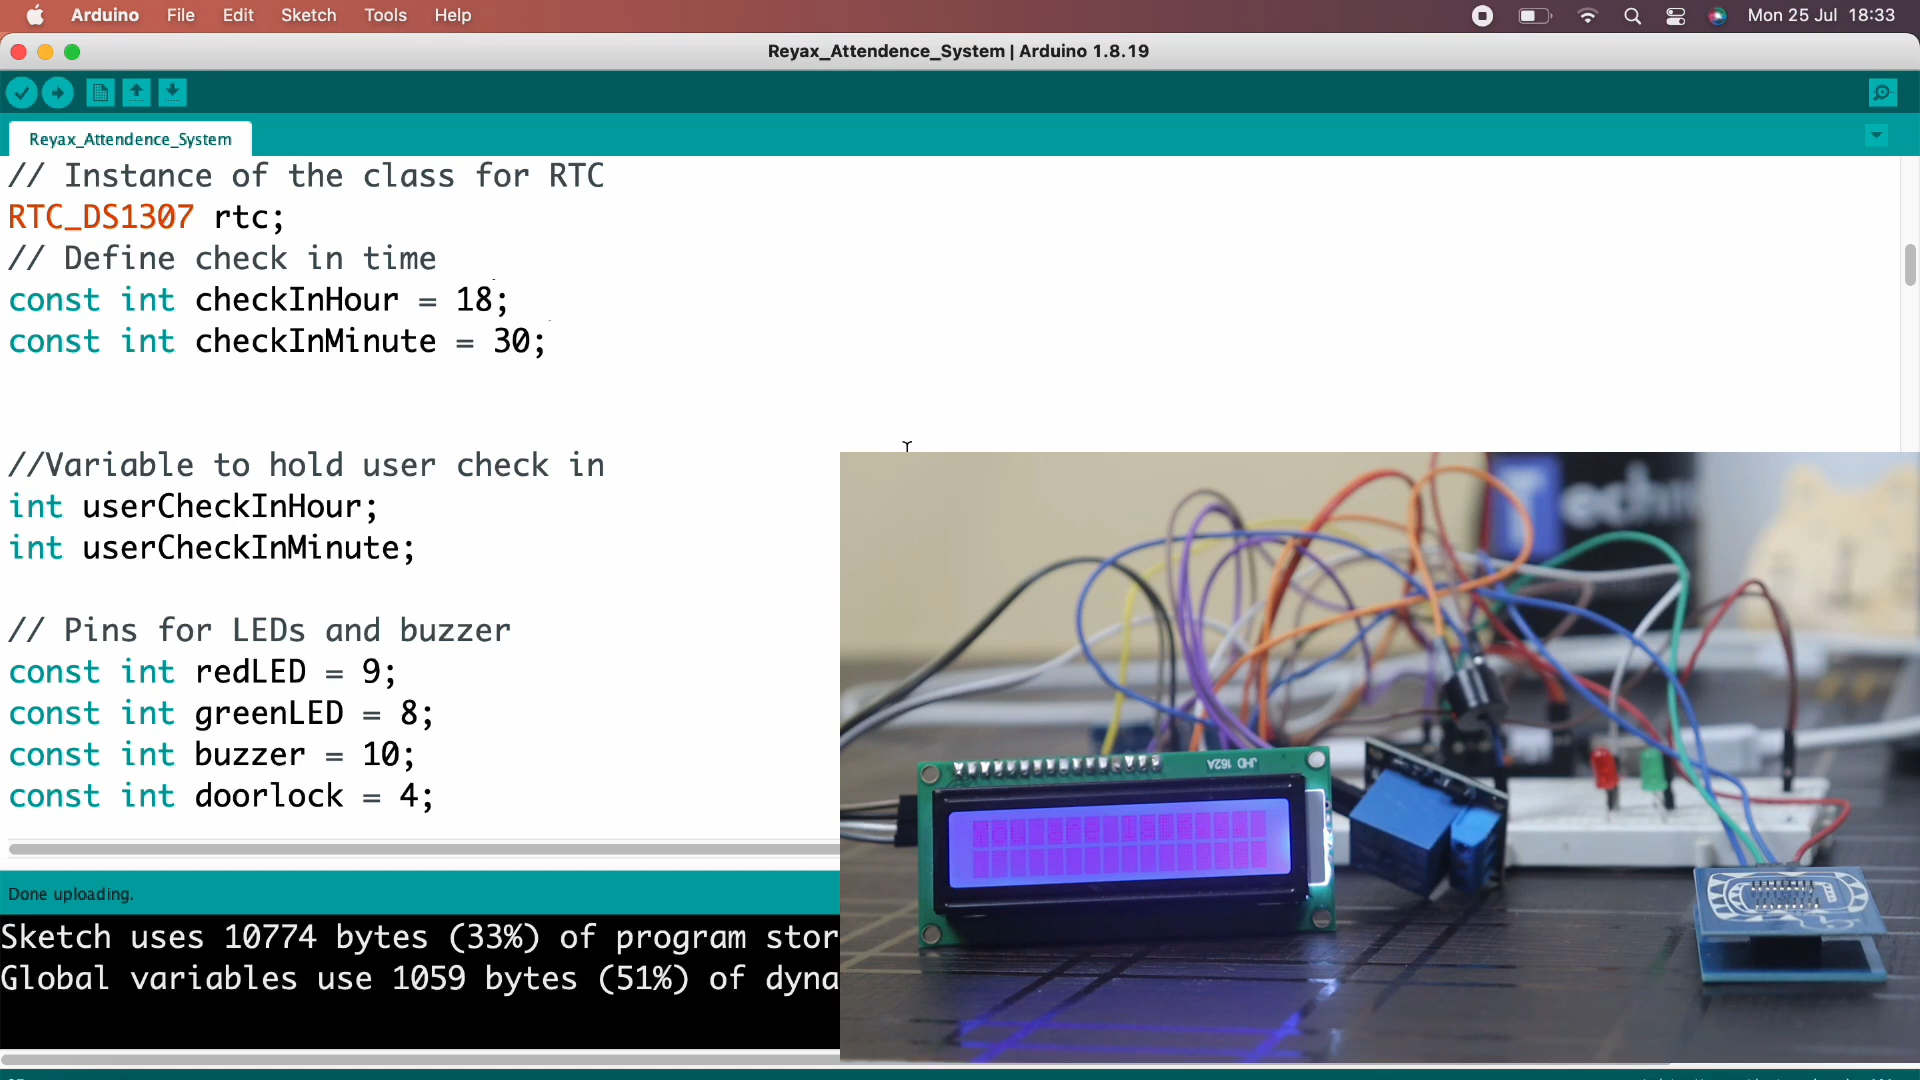 Arduino File Edit Sketch Tools Help Mon 25 Jul 18:33
Reyax_Attendence_System | Arduino 1.8.19
Reyax_Attendence_System
// Instance of the class for RTC
RTC_DS1307 rtc;
// Define check in time
const int checkInHour = 18;
const int checkInMinute = 30;
//Variable to hold user check in
int userCheckInHour;
int userCheckInMinute;
// Pins for LEDs and buzzer
const int redLED = 9;
const int greenLED = 8;
const int buzzer = 10;
const int doorlock = 4;
Done uploading.
Sketch uses 10774 bytes (33%) of program stor
Global variables use 1059 bytes (51%) of dyna
Techn
JHD 162A